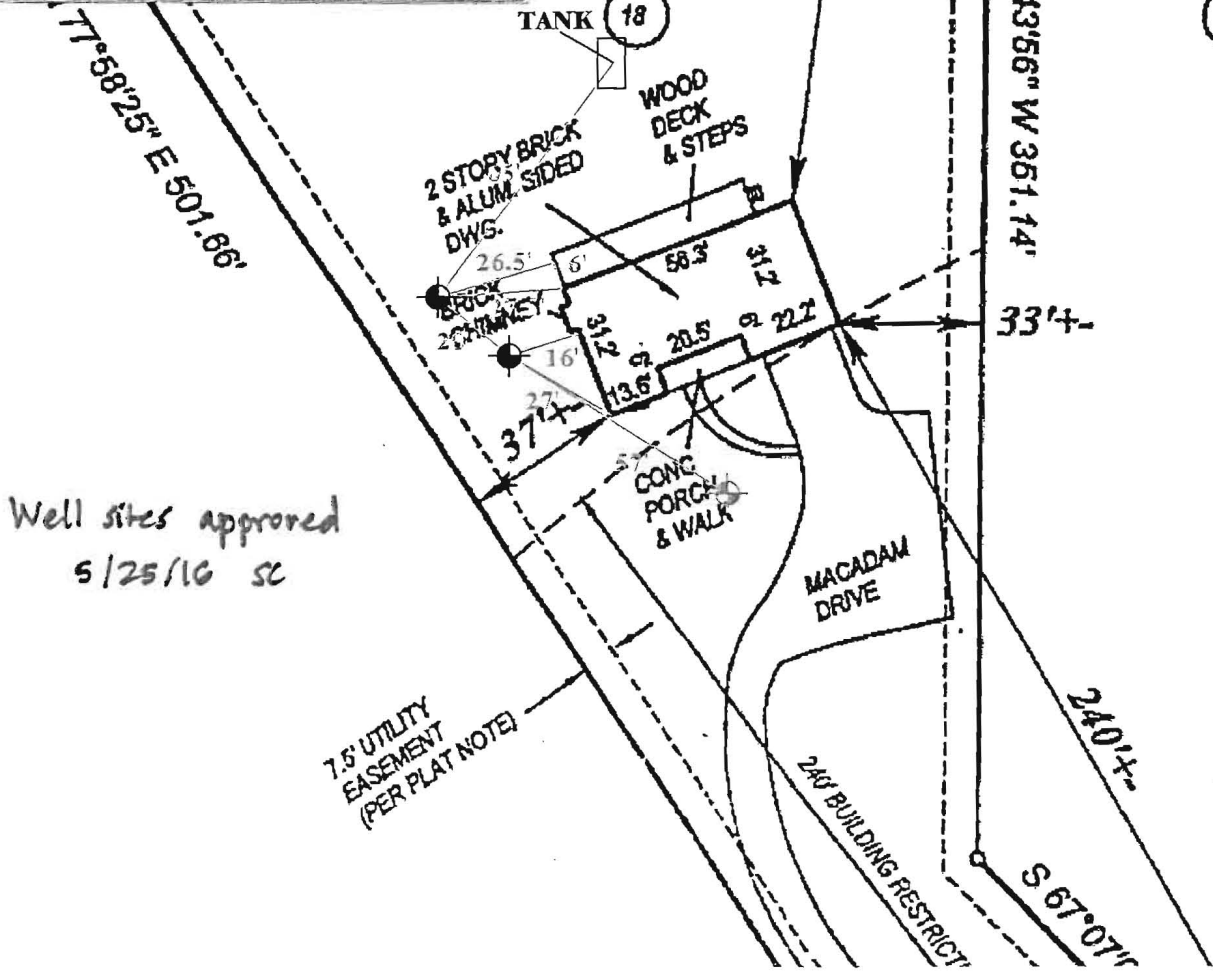 TANK
18
77°58'25" E 501.66'
43'56" W 361.14'
WOOD
DECK
& STEPS
2 STORY BRICK
& ALUM. SIDED
DWG.
26.5'
6'
58.3'
31.2'
BRICK
CHIMNEY
31.2'
16'
20.5'
22.2'
33'+-
13.6'
27'
37'+-
57'
CONC
PORCH
& WALK
Well sites approved
5/25/16 SC
MACADAM
DRIVE
7.5' UTILITY
EASEMENT
(PER PLAT NOTE)
240'+-
240' BUILDING RESTRICT
S 67°07'